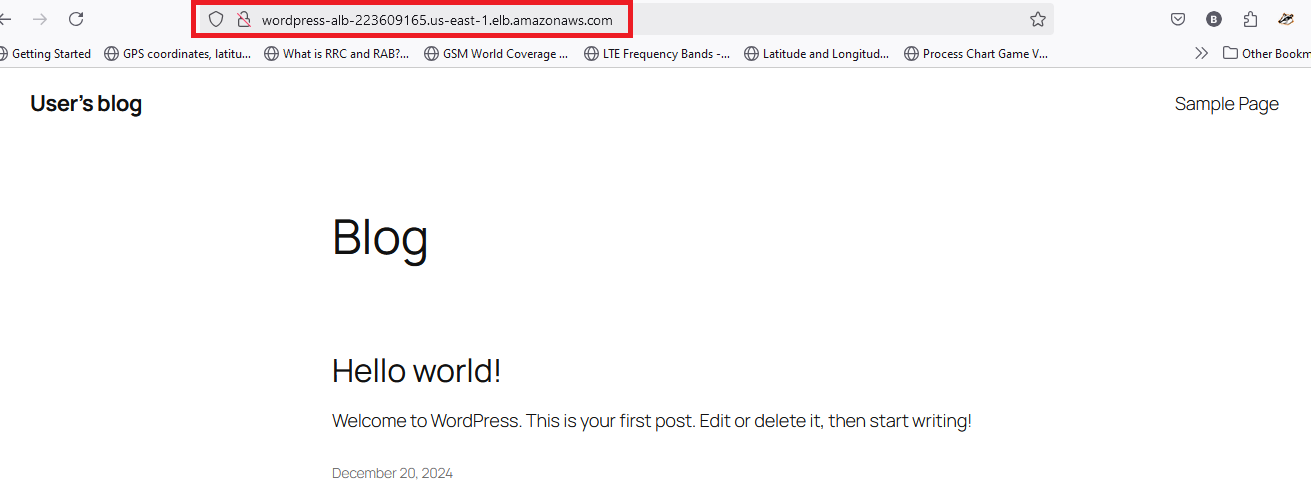 wordpress-alb-223609165.us-east-1.elb.amazonaws.com
B
Getting Started GPS coordinates, latitu... What is RRC and RAB?... GSM World Coverage ... LTE Frequency Bands -... Latitude and Longitud... Process Chart Game V... Other Bookm
User’s blog Sample Page
Blog
Hello world!
Welcome to WordPress. This is your first post. Edit or delete it, then start writing!
December 20, 2024